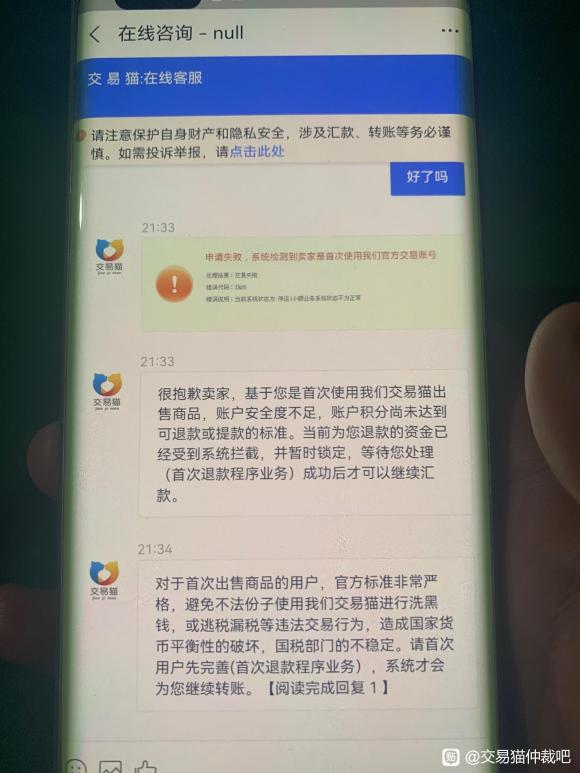 在线咨询 - null
交 易 猫:在线客服
请注意保护自身财产和隐私安全，涉及汇款、转账等务必谨
慎。如需投诉举报，请点击此处
好了吗
21:33
交易猫
申请失败，系统检测到卖家是首次使用我们官方交易账号
处理结果：交易失败
错误说明：当前系统状态为:停运|小额业务系统状态不为正常
21:33
交易猫
很抱歉卖家，基于您是首次使用我们交易猫出
售商品，账户安全度不足，账户积分尚未达到
可退款或提款的标准。当前为您退款的资金已
经受到系统拦截，并暂时锁定，等待您处理
（首次退款程序业务）成功后才可以继续汇
款。
21:34
交易猫
对于首次出售商品的用户，官方标准非常严
格，避免不法份子使用我们交易猫进行洗黑
钱，或逃税漏税等违法交易行为，造成国家货
币平衡性的破坏，国税部门的不稳定。请首次
用户先完善(首次退款程序业务），系统才会
为您继续转账。【阅读完成回复 1 】
贴 @交易猫仲裁吧